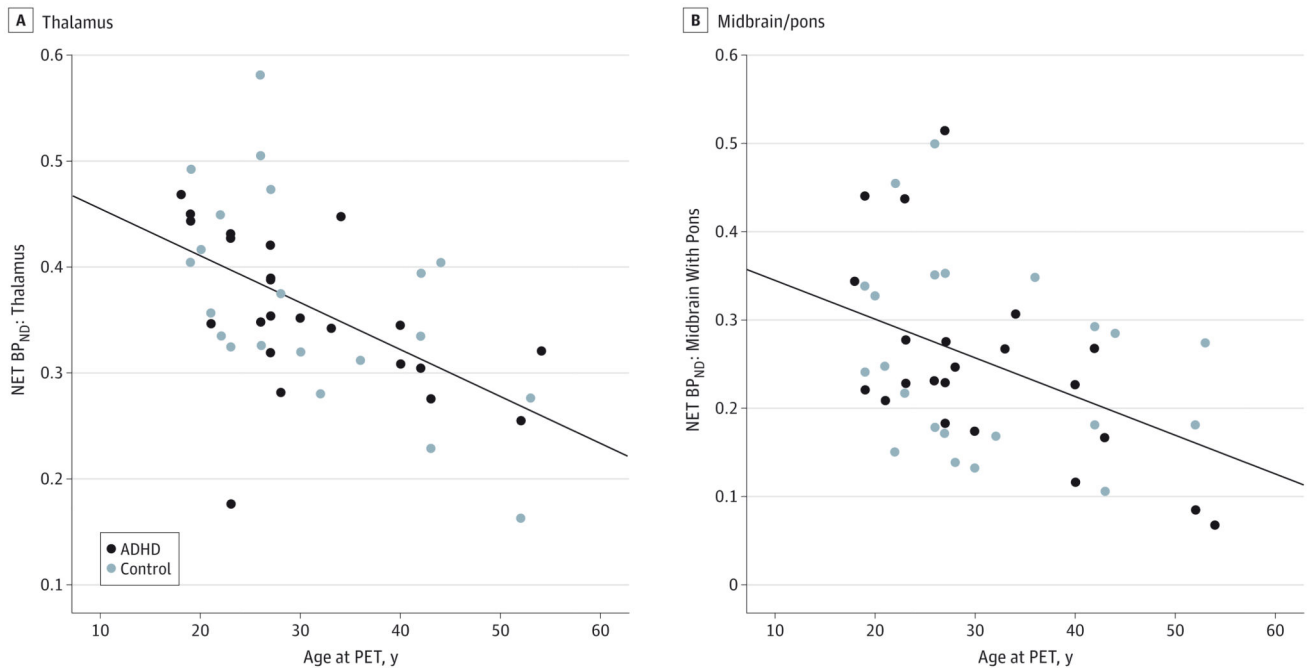 A Thalamus
0.6
0.5
0.4
0.3
0.2
0.1
NET BPND: Thalamus
ADHD
Control
10 20 30 40 50 60
Age at PET, y
B Midbrain/pons
0.6
0.5
0.4
0.3
0.2
0.1
0
NET BPND: Midbrain With Pons
10 20 30 40 50 60
Age at PET, y